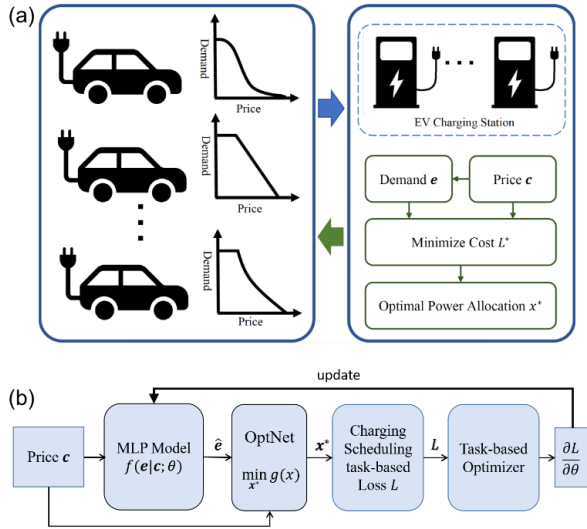 (a)
Demand
Price
Demand
Price
Demand
Price
EV Charging Station
Demand e
Price c
Minimize Cost L*
Optimal Power Allocation x*
(b)
update
Price c
MLP Model
f(e|c; θ)
ê
OptNet
min g(x)
x*
x*
Charging
Scheduling
task-based
Loss L
L
Task-based
Optimizer
∂L
∂θ